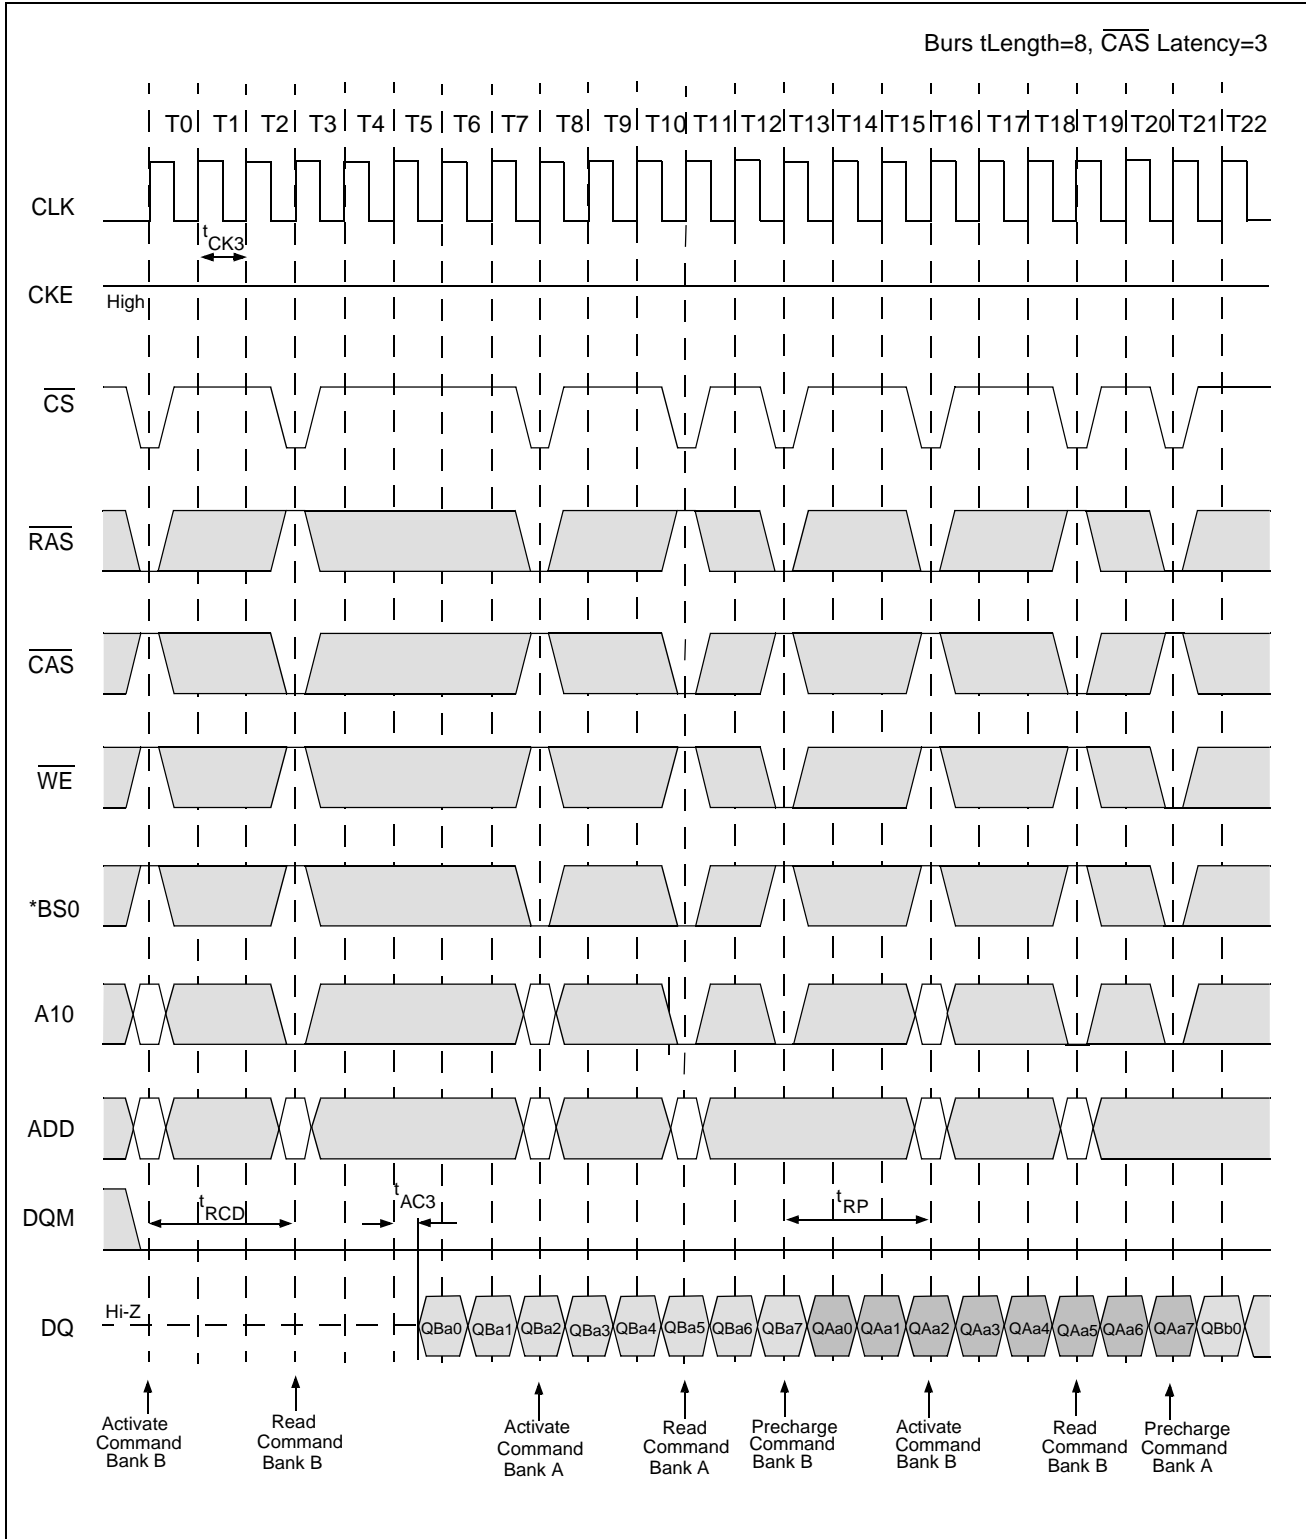 Burs tLength=8, CAS Latency=3
T0 T1 T2 T3 T4 T5 T6 T7 T8 T9 T10 T11 T12 T13 T14 T15 T16 T17 T18 T19 T20 T21 T22
CLK
tCK3
CKE
High
CS
RAS
CAS
WE
*BS0
A10
ADD
DQM
tRCD
tAC3
tRP
DQ
Hi-Z
QBa0 QBa1 QBa2 QBa3 QBa4 QBa5 QBa6 QBa7 QAa0 QAa1 QAa2 QAa3 QAa4 QAa5 QAa6 QAa7 QBb0
Activate
Command
Bank B
Read
Command
Bank B
Activate
Command
Bank A
Read
Command
Bank A
Precharge
Command
Bank B
Activate
Command
Bank B
Read
Command
Bank B
Precharge
Command
Bank A